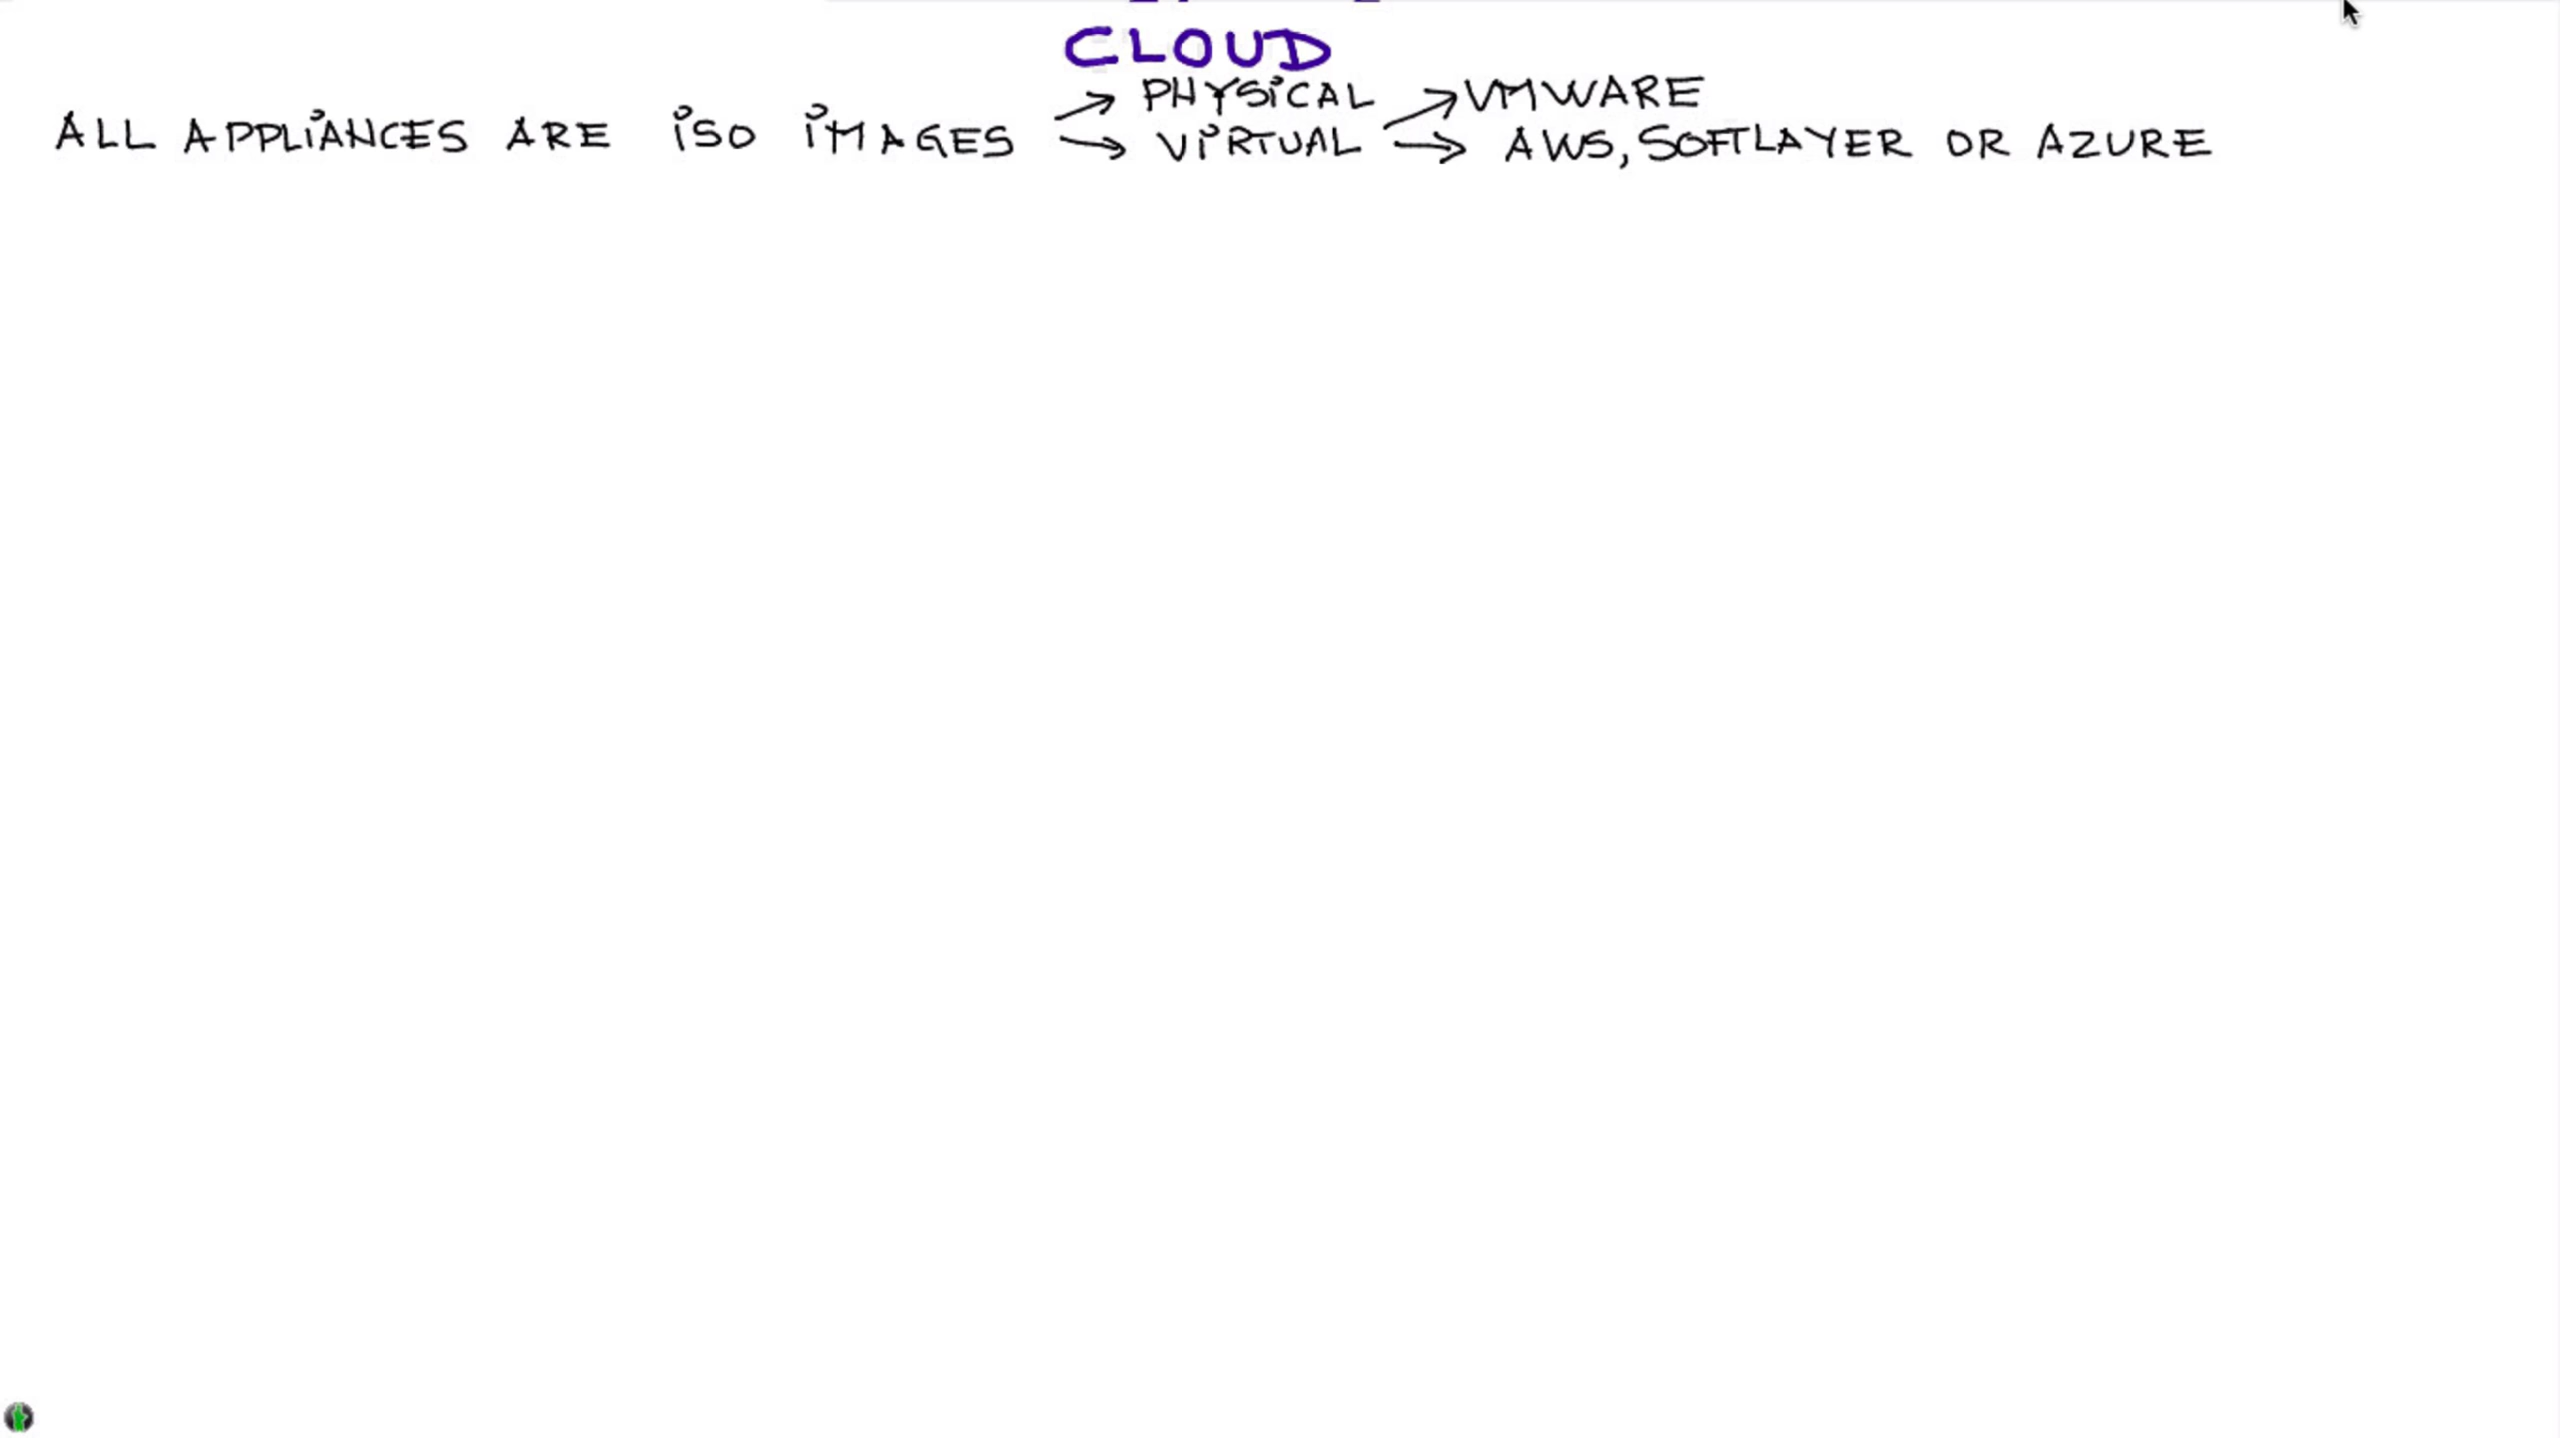 CLOUD
PHYSICAL → VMWARE
ALL APPLIANCES ARE ISO IMAGES → VIRTUAL → AWS, SOFTLAYER OR AZURE